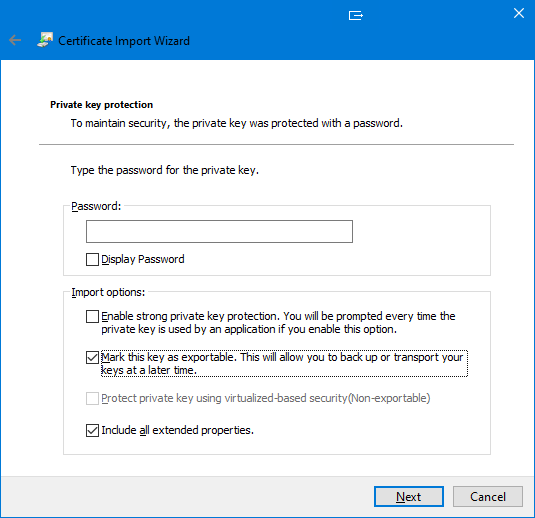 Certificate Import Wizard
Private key protection
To maintain security, the private key was protected with a password.
Type the password for the private key.
Password:
Display Password
Import options:
Enable strong private key protection. You will be prompted every time the
private key is used by an application if you enable this option.
Mark this key as exportable. This will allow you to back up or transport your
keys at a later time.
Protect private key using virtualized-based security(Non-exportable)
Include all extended properties.
Next
Cancel